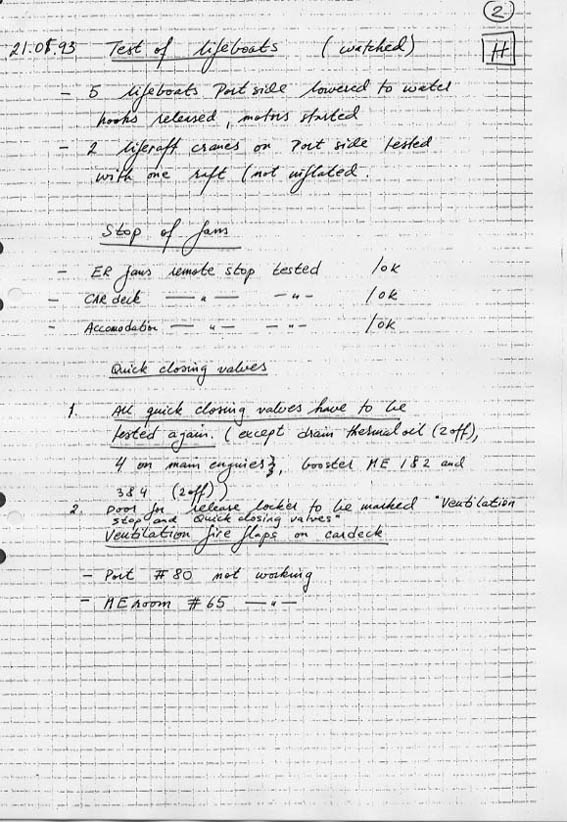 2
21.01.93 Test of lifeboats (watched) H
- 5 lifeboats Port side lowered to water
hooks released, motors started
- 2 liferaft cranes on Port side tested
with one raft (not inflated.
Stop of fans
- ER fans remote stop tested /ok
- CAR deck — " — — " — /ok
- Accomodation — " — — " — /ok
Quick closing valves
1. All quick closing valves have to be
tested again. (except drain thermal oil (2off),
4 on main engines}, booster ME 1&2 and
3&4 (2off))
2. Door for release locker to be marked "Ventilation
stop and Quick closing valves"
Ventilation fire flaps on cardeck
- Port #80 not working
- ME room #65 — " —